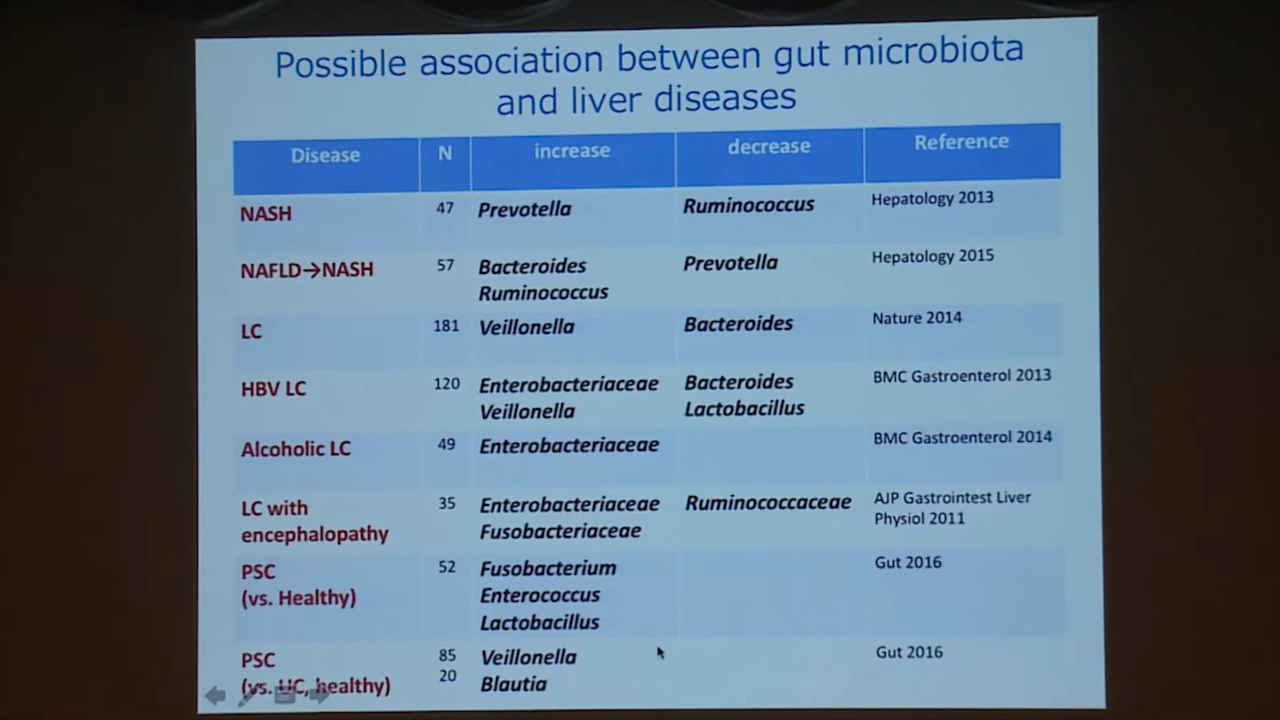 Possible association between gut microbiota
and liver diseases
Disease N increase decrease Reference
NASH 47 Prevotella Ruminococcus Hepatology 2013
NAFLD→NASH 57 Bacteroides Prevotella Hepatology 2015
Ruminococcus
LC 181 Veillonella Bacteroides Nature 2014
HBV LC 120 Enterobacteriaceae Bacteroides BMC Gastroenterol 2013
Veillonella Lactobacillus
Alcoholic LC 49 Enterobacteriaceae BMC Gastroenterol 2014
LC with 35 Enterobacteriaceae Ruminococcaceae AJP Gastrointest Liver
encephalopathy Fusobacteriaceae Physiol 2011
PSC 52 Fusobacterium Gut 2016
(vs. Healthy) Enterococcus
Lactobacillus
PSC 85 Veillonella Gut 2016
(vs. UC, healthy) 20 Blautia